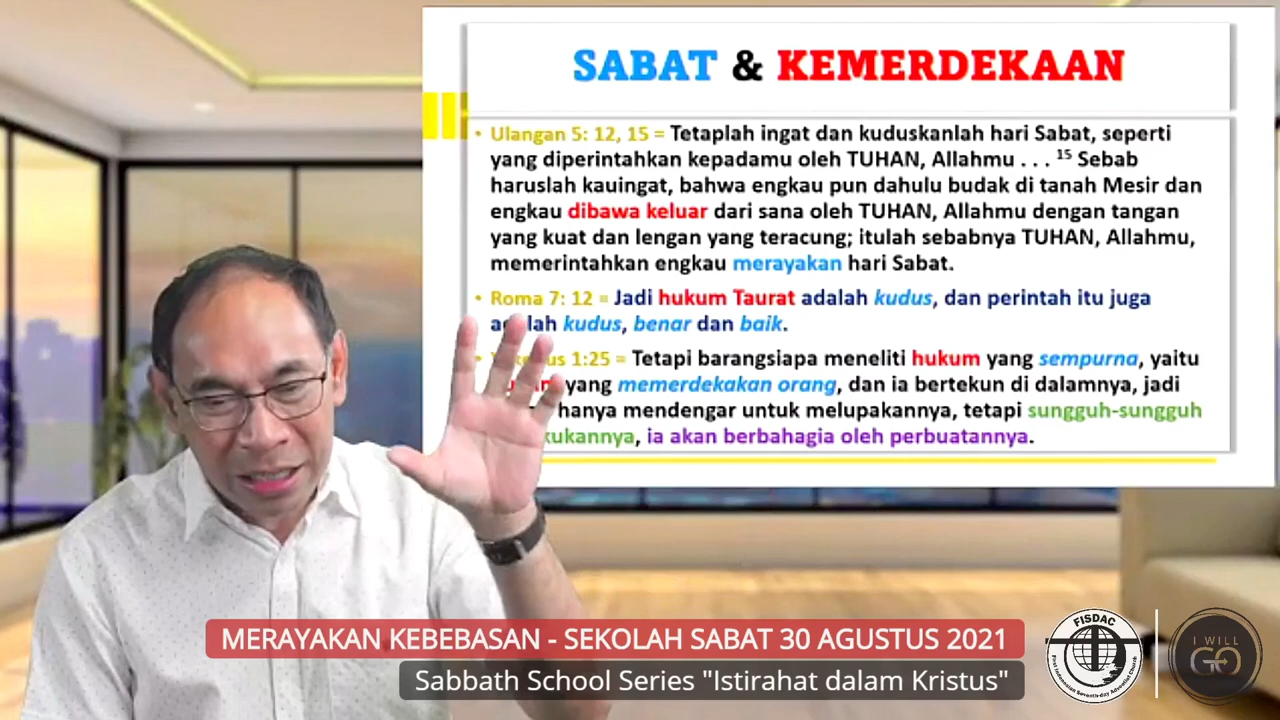 SABAT & KEMERDEKAAN
• Ulangan 5: 12, 15 = Tetaplah ingat dan kuduskanlah hari Sabat, seperti
yang diperintahkan kepadamu oleh TUHAN, Allahmu . . . ¹⁵ Sebab
haruslah kauingat, bahwa engkau pun dahulu budak di tanah Mesir dan
engkau dibawa keluar dari sana oleh TUHAN, Allahmu dengan tangan
yang kuat dan lengan yang teracung; itulah sebabnya TUHAN, Allahmu,
memerintahkan engkau merayakan hari Sabat.
• Roma 7: 12 = Jadi hukum Taurat adalah kudus, dan perintah itu juga
kudus, benar dan baik.
• 1:25 = Tetapi barangsiapa meneliti hukum yang sempurna, yaitu
yang memerdekakan orang, dan ia bertekun di dalamnya, jadi
hanya mendengar untuk melupakannya, tetapi sungguh-sungguh
ia akan berbahagia oleh perbuatannya.
MERAYAKAN KEBEBASAN - SEKOLAH SABAT 30 AGUSTUS 2021
Sabbath School Series "Istirahat dalam Kristus"
FISDAC
First Indonesian Seventh-day Adventist Church
I WILL
GO